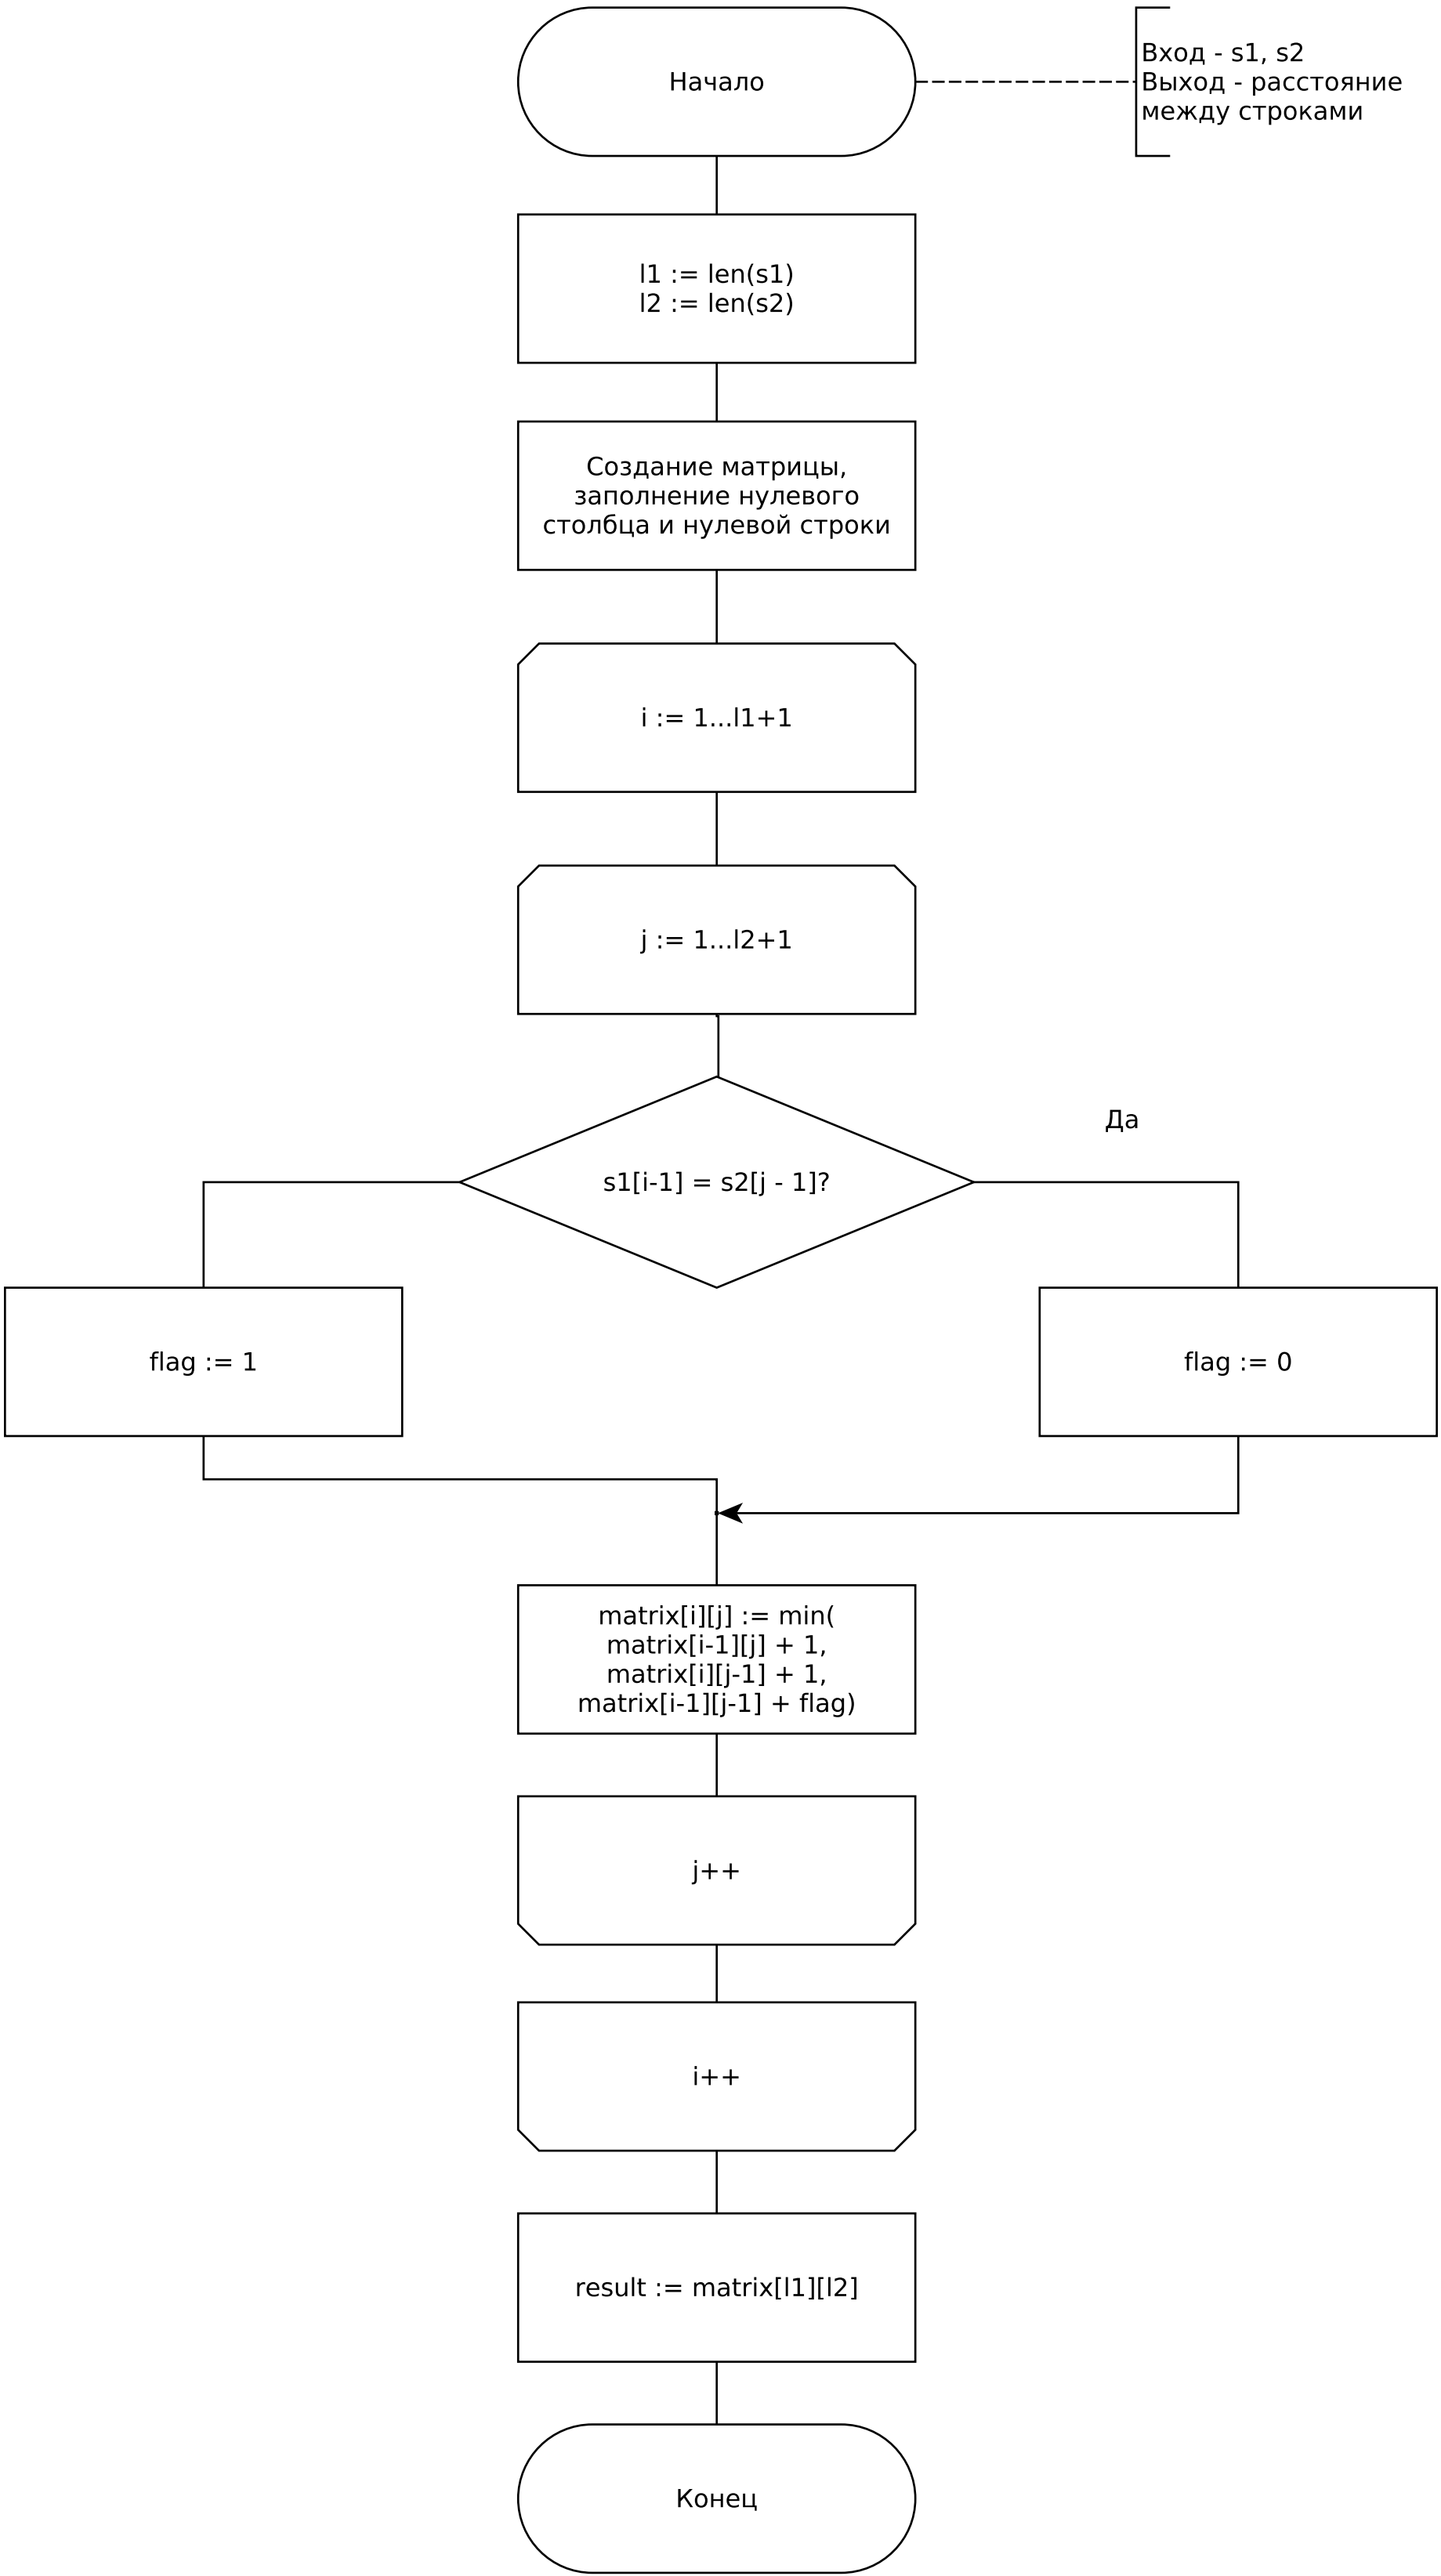 Начало
Вход - s1, s2
Выход - расстояние
между строками
l1 := len(s1)
l2 := len(s2)
Создание матрицы,
заполнение нулевого
столбца и нулевой строки
i := 1...l1+1
j := 1...l2+1
Да
s1[i-1] = s2[j - 1]?
flag := 1
flag := 0
matrix[i][j] := min(
matrix[i-1][j] + 1,
matrix[i][j-1] + 1,
matrix[i-1][j-1] + flag)
j++
i++
result := matrix[l1][l2]
Конец